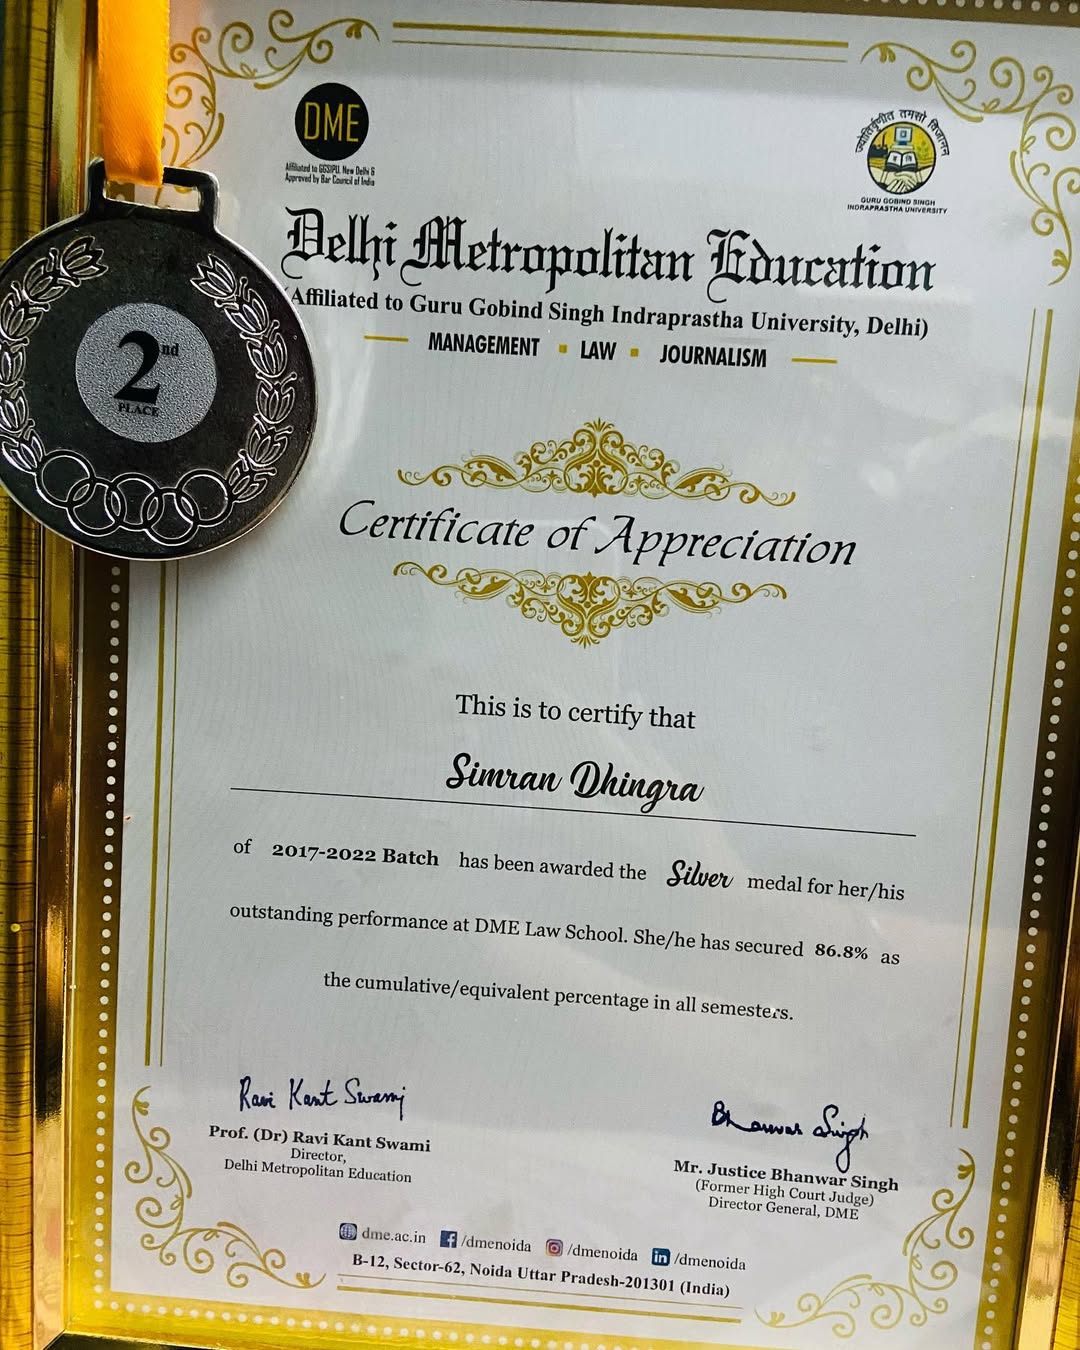 DME
Affiliated to GGSIPU, New Delhi &
Approved by Bar Council of India
ज्योतिर्वृणीत तमसो विजानन
GURU GOBIND SINGH
INDRAPRASTHA UNIVERSITY
Delhi Metropolitan Education
(Affiliated to Guru Gobind Singh Indraprastha University, Delhi)
MANAGEMENT ▪ LAW ▪ JOURNALISM
2nd
PLACE
Certificate of Appreciation
This is to certify that
Simran Dhingra
of 2017-2022 Batch has been awarded the Silver medal for her/his
outstanding performance at DME Law School. She/he has secured 86.8% as
the cumulative/equivalent percentage in all semesters.
Ravi Kant Swami
Prof. (Dr) Ravi Kant Swami
Director,
Delhi Metropolitan Education
Bhanwar Singh
Mr. Justice Bhanwar Singh
(Former High Court Judge)
Director General, DME
dme.ac.in /dmenoida /dmenoida in /dmenoida
B-12, Sector-62, Noida Uttar Pradesh-201301 (India)